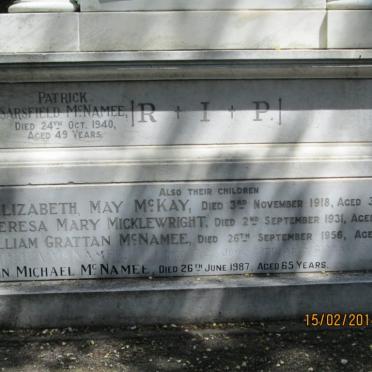 PATRICK
SARSFIELD McNAMEE,
DIED 24TH OCT. 1940,
AGED 49 YEARS.
R + I + P.
ALSO THEIR CHILDREN
ELIZABETH MAY McKAY, DIED 3RD NOVEMBER 1918, AGED
TERESA MARY MICKLEWRIGHT, DIED 2ND SEPTEMBER 1931, AGED
WILLIAM GRATTAN McNAMEE, DIED 26TH SEPTEMBER 1956,
MICHAEL McNAMEE, DIED 26TH JUNE 1987, AGED 65 YEARS.
15/02/201